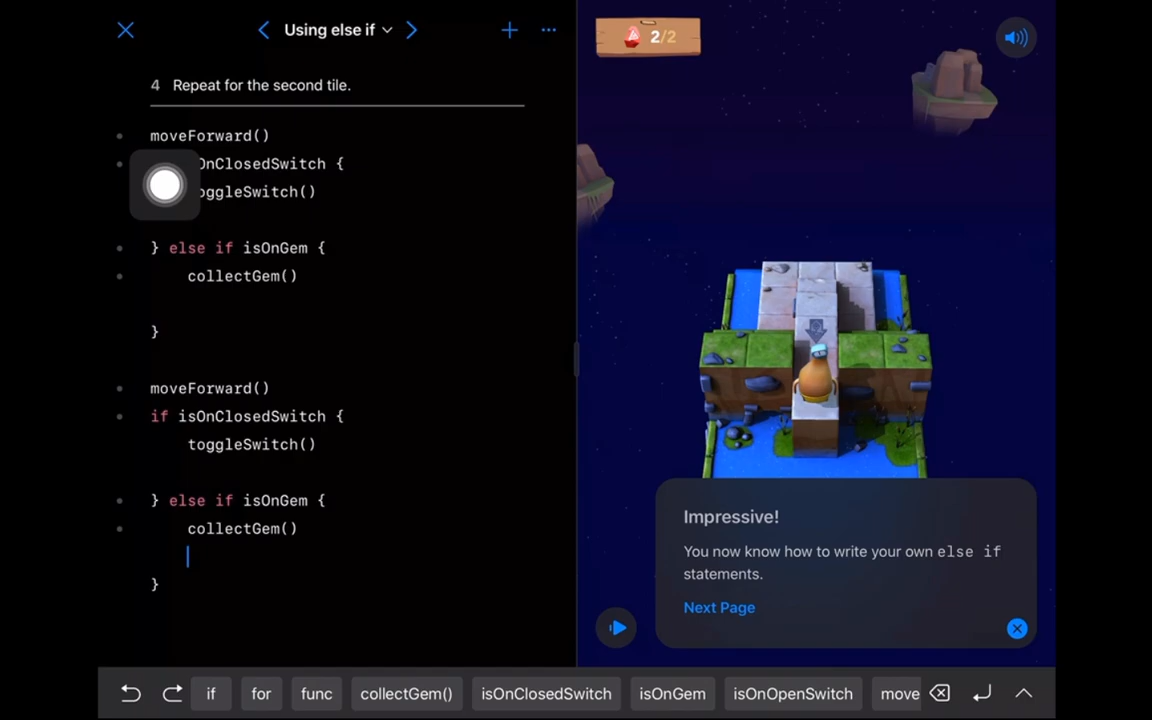 Using else if
4 Repeat for the second tile.
moveForward()
OnClosedSwitch {
oggleSwitch()
} else if isOnGem {
collectGem()
}
moveForward()
if isOnClosedSwitch {
toggleSwitch()
} else if isOnGem {
collectGem()
}
2/2
Impressive!
You now know how to write your own else if
statements.
Next Page
if for func collectGem() isOnClosedSwitch isOnGem isOnOpenSwitch move